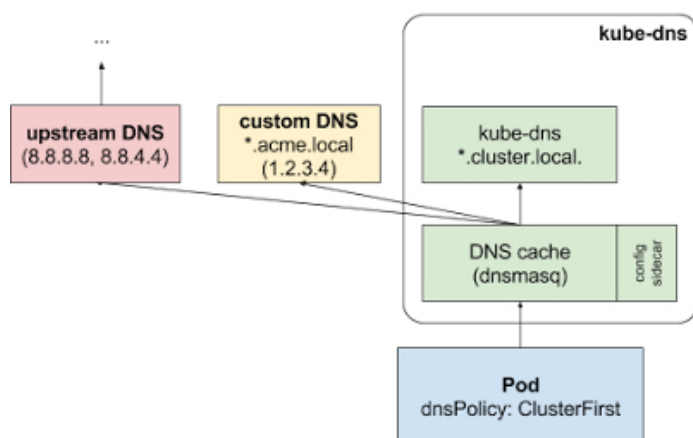 kube-dns
...
upstream DNS
(8.8.8.8, 8.8.4.4)
custom DNS
*.acme.local
(1.2.3.4)
kube-dns
*.cluster.local.
DNS cache
(dnsmasq)
config
sidecar
Pod
dnsPolicy: ClusterFirst